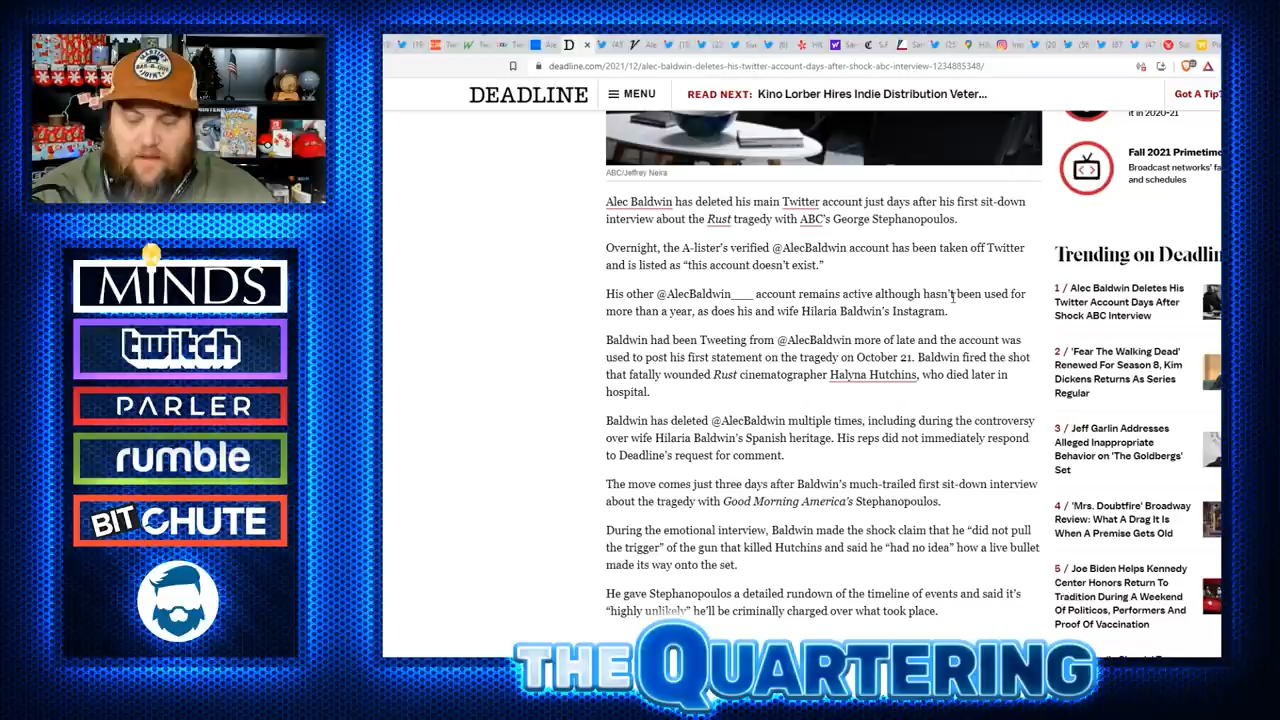 deadline.com/2021/12/alec-baldwin-deletes-his-twitter-account-days-after-shock-abc-interview-1234885348/
DEADLINE
MENU
READ NEXT: Kino Lorber Hires Indie Distribution Veter...
Got A Tip?
it in 2020-21
Fall 2021 Primetime
Broadcast networks' fa
and schedules
ABC/Jeffrey Neira
Alec Baldwin has deleted his main Twitter account just days after his first sit-down
interview about the Rust tragedy with ABC's George Stephanopoulos.
Overnight, the A-lister's verified @AlecBaldwin account has been taken off Twitter
and is listed as “this account doesn't exist.”
His other @AlecBaldwin___ account remains active although hasn't been used for
more than a year, as does his and wife Hilaria Baldwin's Instagram.
Baldwin had been Tweeting from @AlecBaldwin more of late and the account was
used to post his first statement on the tragedy on October 21. Baldwin fired the shot
that fatally wounded Rust cinematographer Halyna Hutchins, who died later in
hospital.
Baldwin has deleted @AlecBaldwin multiple times, including during the controversy
over wife Hilaria Baldwin's Spanish heritage. His reps did not immediately respond
to Deadline's request for comment.
The move comes just three days after Baldwin's much-trailed first sit-down interview
about the tragedy with Good Morning America's Stephanopoulos.
During the emotional interview, Baldwin made the shock claim that he “did not pull
the trigger” of the gun that killed Hutchins and said he “had no idea” how a live bullet
made its way onto the set.
He gave Stephanopoulos a detailed rundown of the timeline of events and said it's
“highly unlikely” he'll be criminally charged over what took place.
Trending on Deadlin
1 / Alec Baldwin Deletes His
Twitter Account Days After
Shock ABC Interview
2 / 'Fear The Walking Dead'
Renewed For Season 8, Kim
Dickens Returns As Series
Regular
3 / Jeff Garlin Addresses
Alleged Inappropriate
Behavior on 'The Goldbergs'
Set
4 / 'Mrs. Doubtfire' Broadway
Review: What A Drag It Is
When A Premise Gets Old
5 / Joe Biden Helps Kennedy
Center Honors Return To
Tradition During A Weekend
Of Politicos, Performers And
Proof Of Vaccination
MINDS
twitch
PARLER
rumble
BITCHUTE
THE QUARTERING